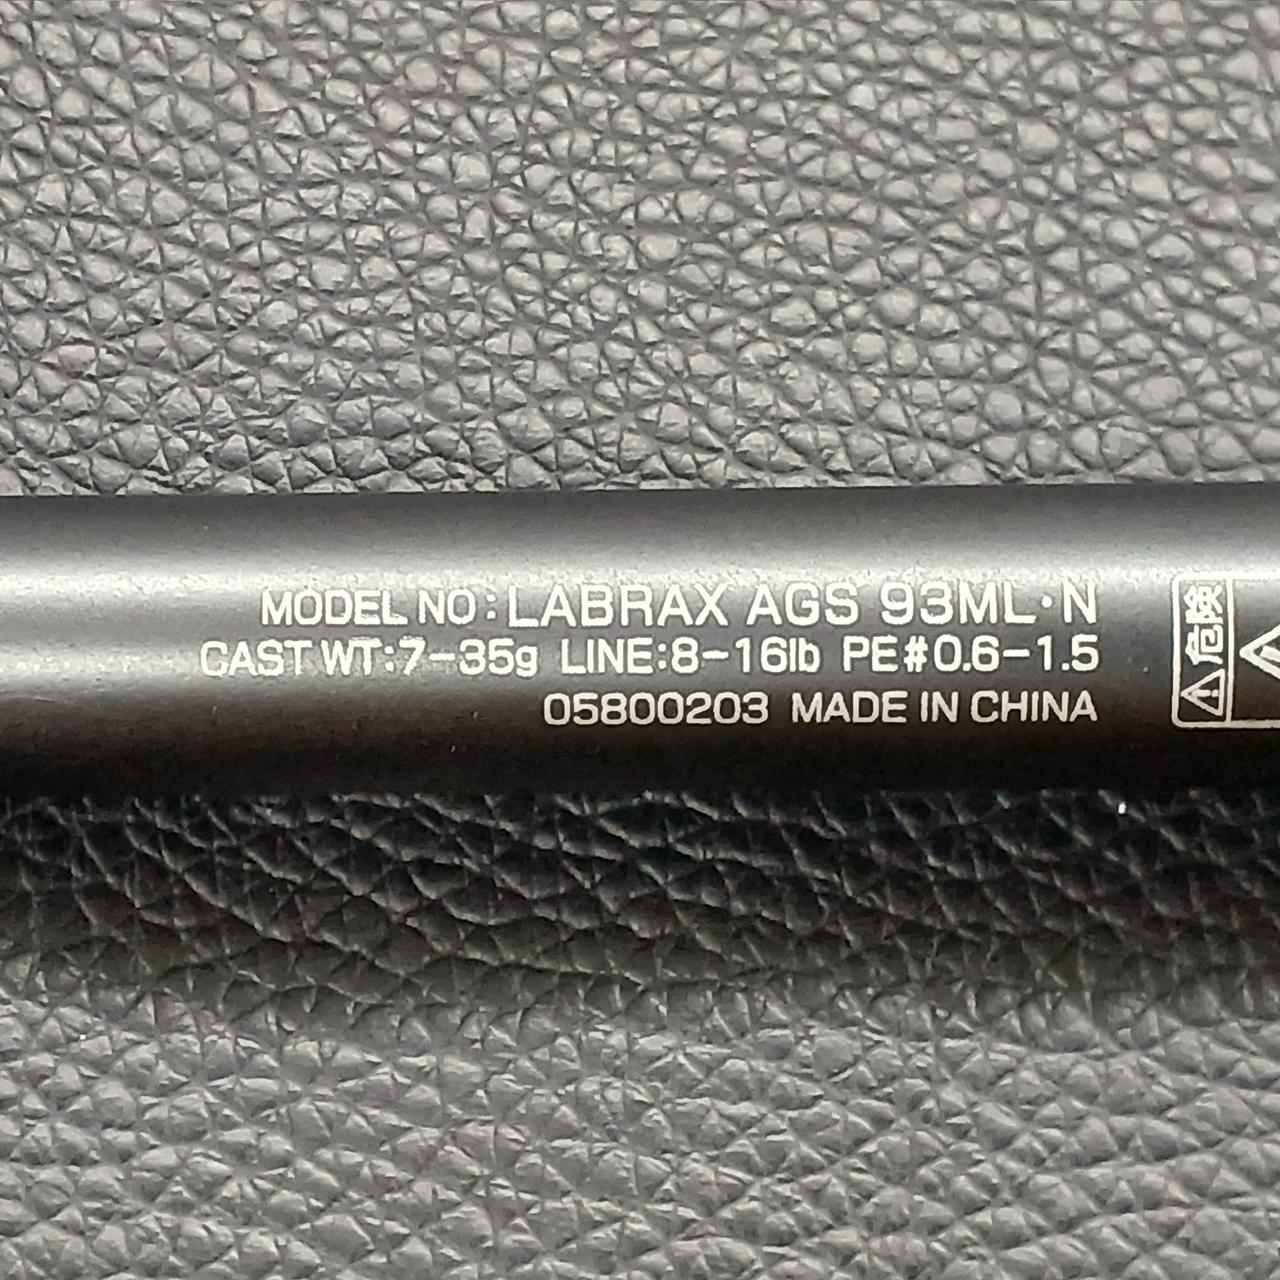 MODEL NO:LABRAX AGS 93ML·N
CAST WT:7-35g LINE:8-16lb PE#0.6-1.5
05800203 MADE IN CHINA
危険